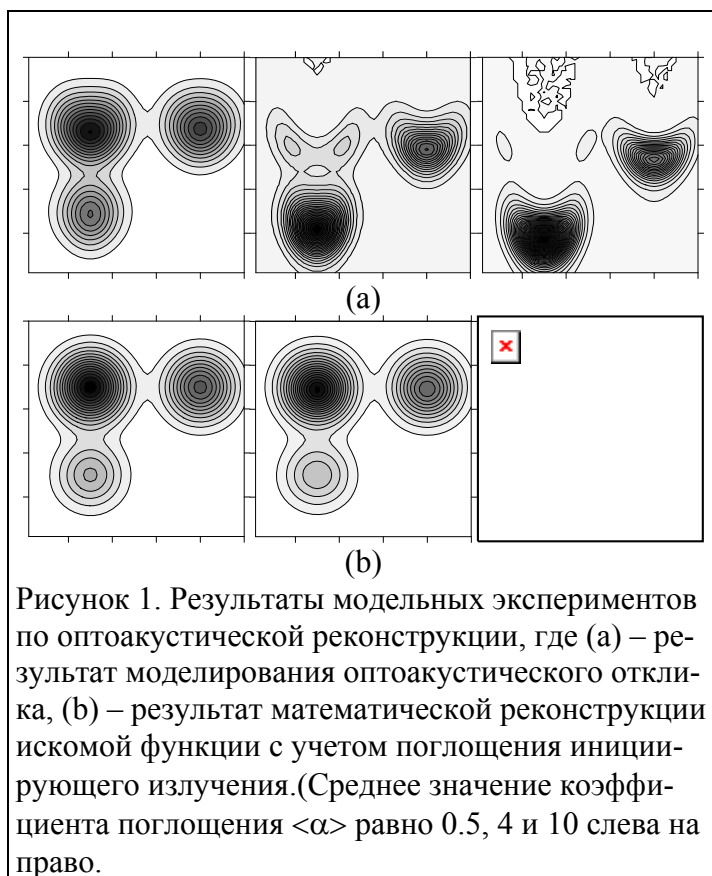 (a)
(b)
Рисунок 1. Результаты модельных экспериментов
по оптоакустической реконструкции, где (a) – ре-
зультат моделирования оптоакустического откли-
ка, (b) – результат математической реконструкции
искомой функции с учетом поглощения иниции-
рующего излучения.(Среднее значение коэффи-
циента поглощения <α> равно 0.5, 4 и 10 слева на
право.